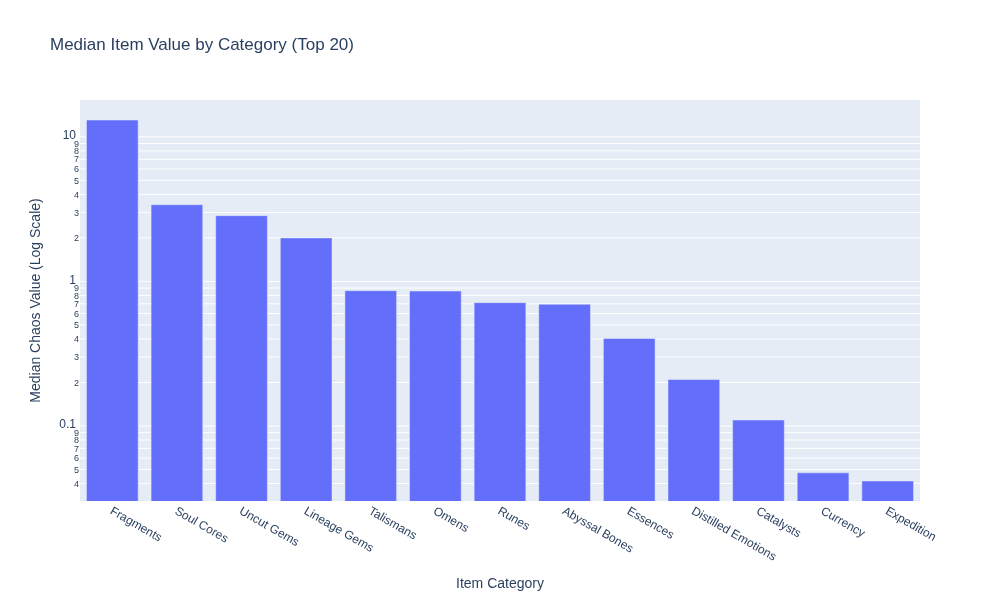 Median Item Value by Category (Top 20)
Median Chaos Value (Log Scale)
10
9
8
7
6
5
4
3
2
1
9
8
7
6
5
4
3
2
0.1
9
8
7
6
5
4
Fragments
Soul Cores
Uncut Gems
Lineage Gems
Talismans
Omens
Runes
Abyssal Bones
Essences
Distilled Emotions
Catalysts
Currency
Expedition
Item Category